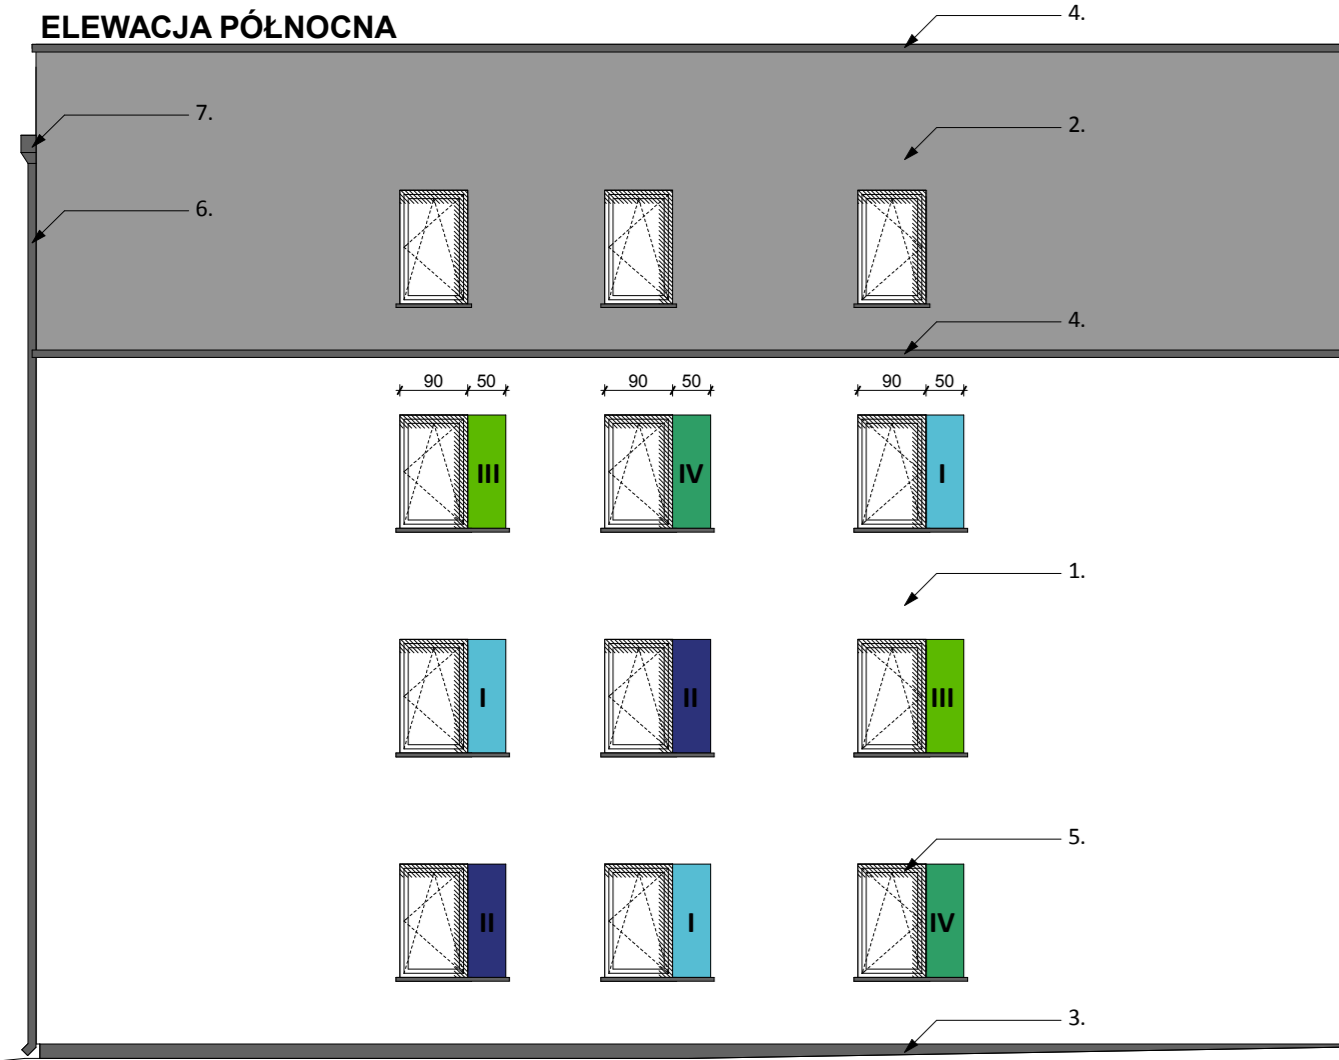 ELEWACJA PÓŁNOCNA
4.
7.
2.
6.
4.
90 50 90 50 90 50
III IV I
1.
I II III
5.
II I IV
3.